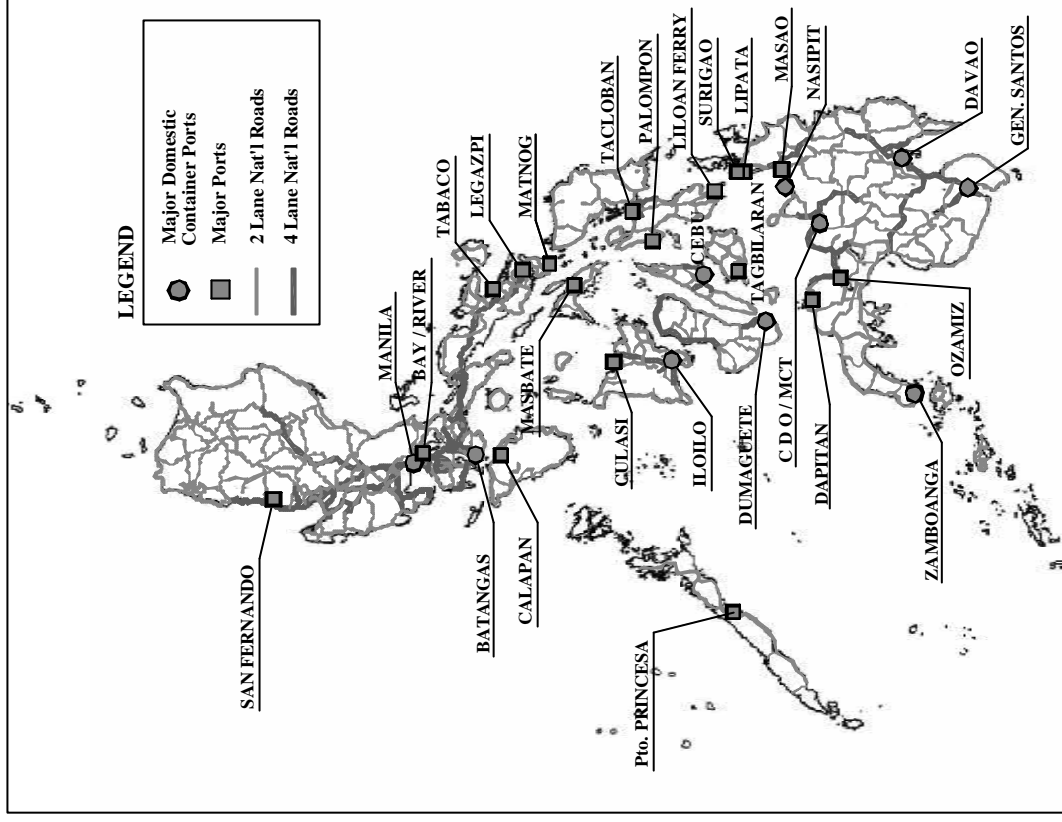 LEGEND
Major Domestic
Container Ports
Major Ports
2 Lane Nat'l Roads
4 Lane Nat'l Roads
SAN FERNANDO
MANILA
BAY / RIVER
TABACO
LEGAZPI
MATNOG
BATANGAS
CALAPAN
MASBATE
TACLOBAN
PALOMPON
LILOAN FERRY
SURIGAO
LIPATA
MASAO
NASIPIT
CULASI
ILOILO
CEBU
TAGBILARAN
DUMAGUETE
C D O / MCT
DAPITAN
Pto. PRINCESA
ZAMBOANGA
OZAMIZ
DAVAO
GEN. SANTOS